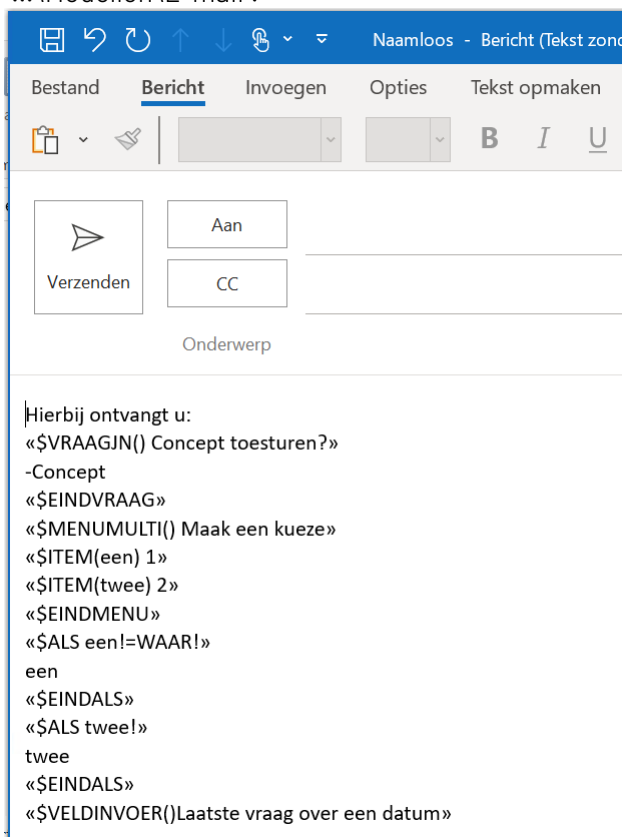 Naamloos - Bericht (Tekst zond
Bestand Bericht Invoegen Opties Tekst opmaken
B I U
Aan
Verzenden
CC
Onderwerp
Hierbij ontvangt u:
«$VRAAGJN() Concept toesturen?»
-Concept
«$EINDVRAAG»
«$MENUMULTI() Maak een kueze»
«$ITEM(een) 1»
«$ITEM(twee) 2»
«$EINDMENU»
«$ALS een!=WAAR!»
een
«$EINDALS»
«$ALS twee!»
twee
«$EINDALS»
«$VELDINVOER()Laatste vraag over een datum»